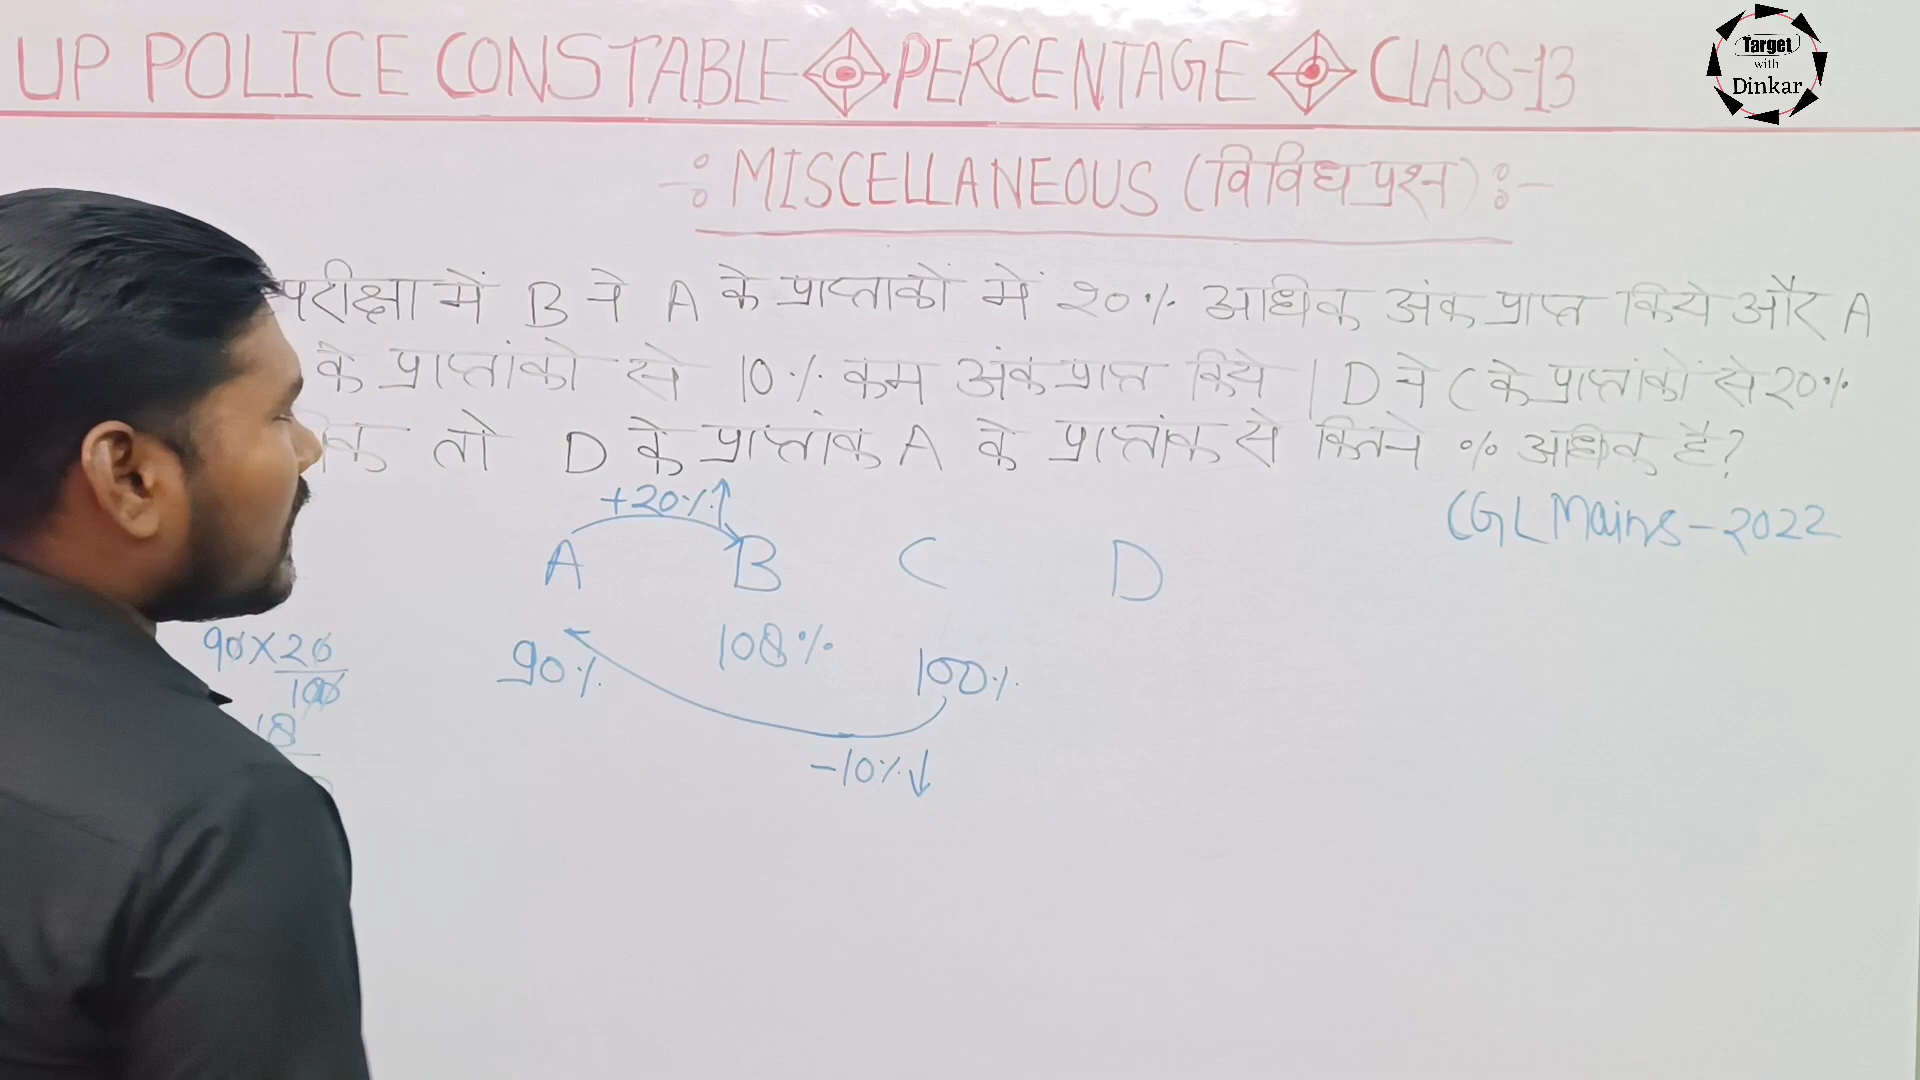 UP POLICE CONSTABLE PERCENTAGE CLASS-13
Target
with
Dinkar
-: MISCELLANEOUS (विविध प्रश्न) :-
परीक्षा में B ने A के प्राप्ताकों में 20% अधिक अंक प्राप्त किये और A
के प्राप्तांको से 10% कम अंक प्राप्त किये | D ने C के प्राप्तांकों से 20%
तो D के प्राप्तांक A के प्राप्तांक से कितने % अधिक है?
CGL Mains-2022
+20%↑
A B C D
90% 108% 100%
-10%↓
90×20
100
18